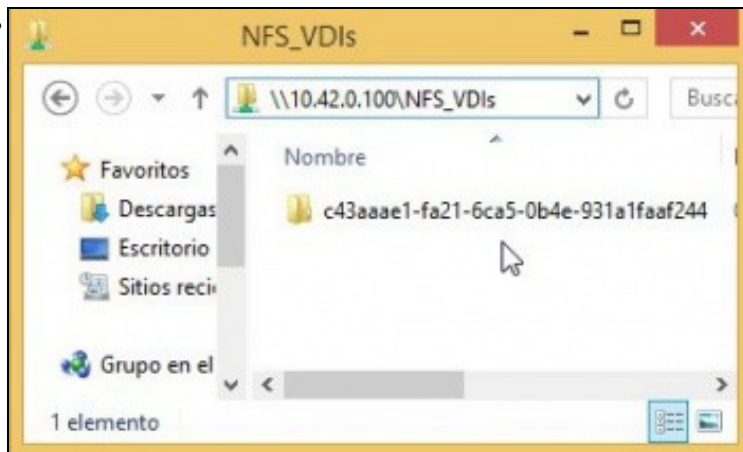 NFS_VDIs
\\10.42.0.100\NFS_VDIs
Busca
Favoritos
Nombre
Descargas
c43aaae1-fa21-6ca5-0b4e-931a1faaf244
Escritorio
Sitios reci
Grupo en el
1 elemento